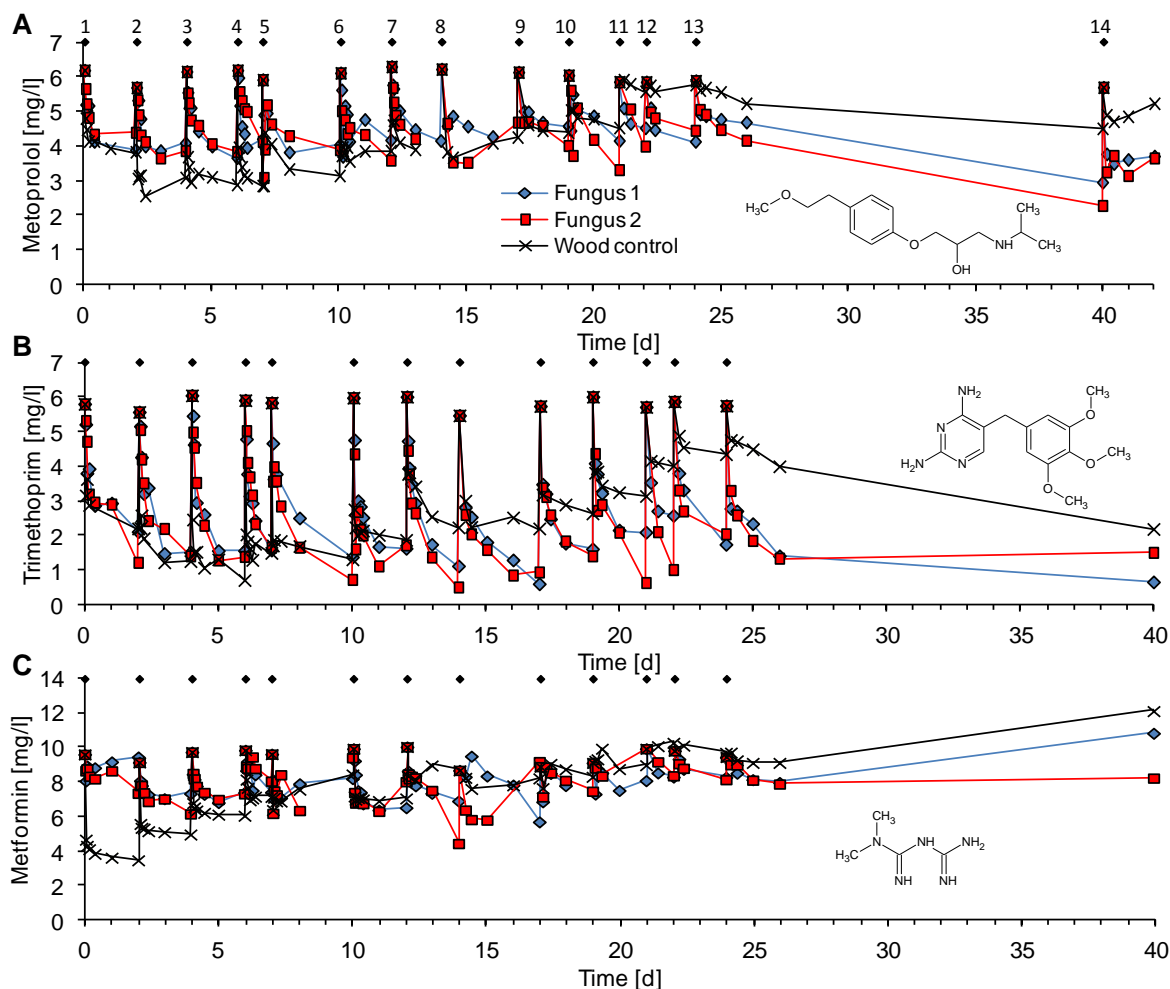 A
1 2 3 4 5 6 7 8 9 10 11 12 13 14
7
6
5
4
3
2
1
0
Metoprolol [mg/l]
Fungus 1
Fungus 2
Wood control
H3C O O OH NH CH3 CH3
0 5 10 15 20 25 30 35 40
Time [d]
B
7
6
5
4
3
2
1
0
Trimethoprim [mg/l]
NH2 N NH2 N O CH3 O CH3 O CH3
0 5 10 15 20 25 30 35 40
Time [d]
C
14
12
10
8
6
4
2
0
Metformin [mg/l]
CH3 H3C N NH NH2
NH NH
0 5 10 15 20 25 30 35 40
Time [d]